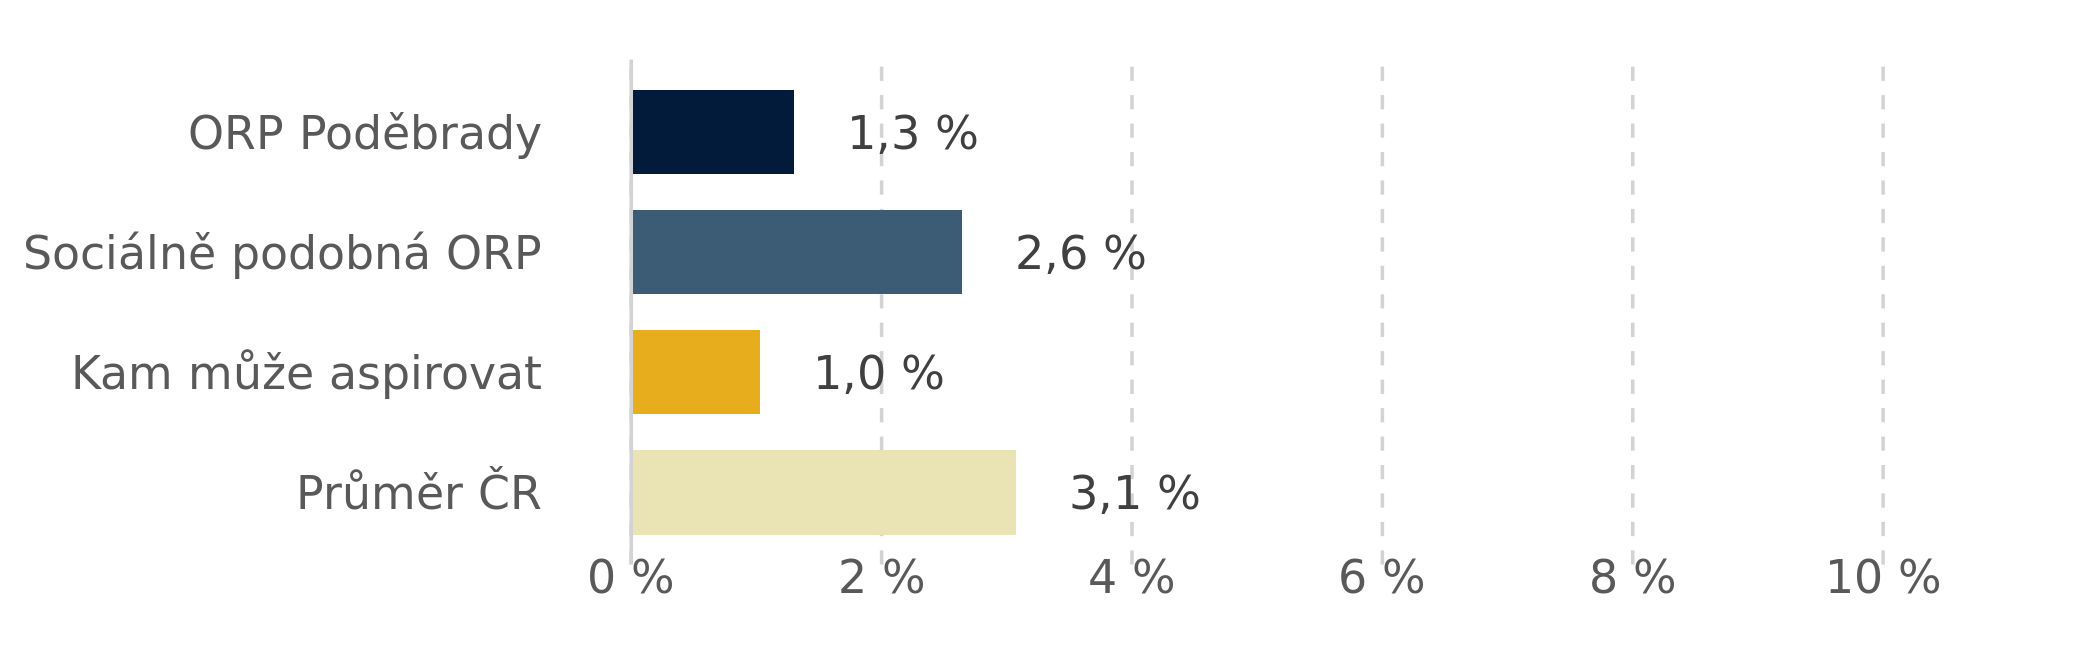 ORP Poděbrady 1,3 %
Sociálně podobná ORP 2,6 %
Kam může aspirovat 1,0 %
Průměr ČR 3,1 %
0 % 2 % 4 % 6 % 8 % 10 %